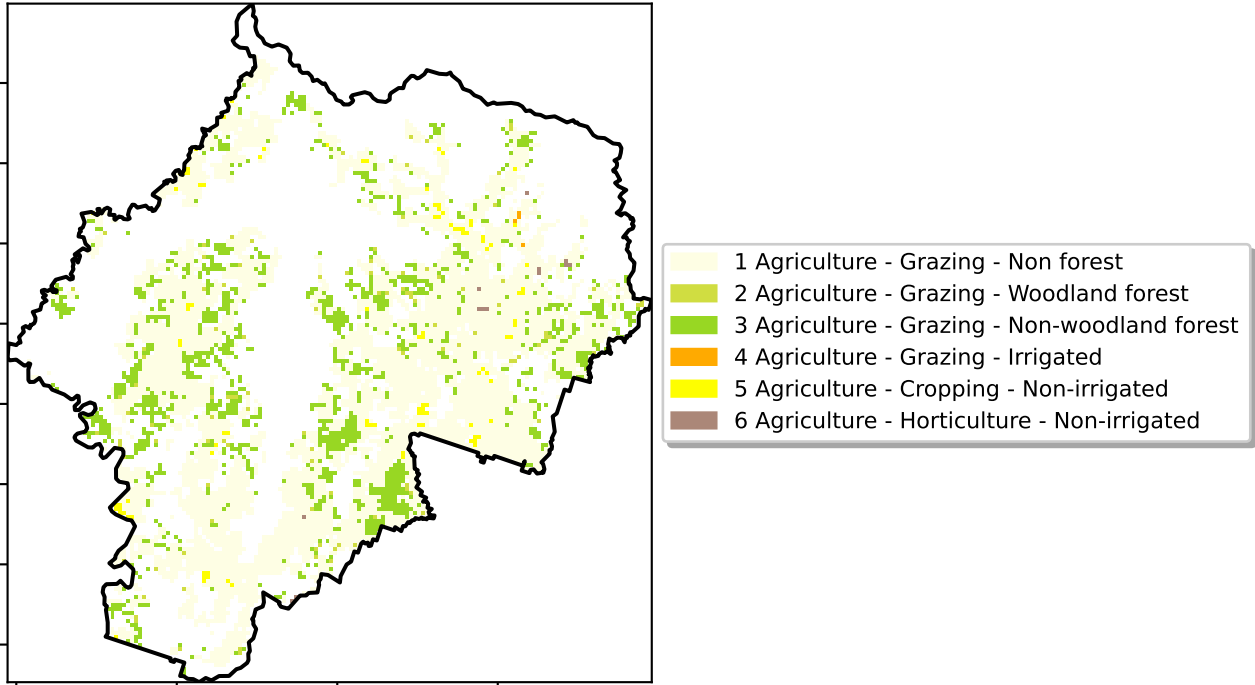 1 Agriculture - Grazing - Non forest
2 Agriculture - Grazing - Woodland forest
3 Agriculture - Grazing - Non-woodland forest
4 Agriculture - Grazing - Irrigated
5 Agriculture - Cropping - Non-irrigated
6 Agriculture - Horticulture - Non-irrigated